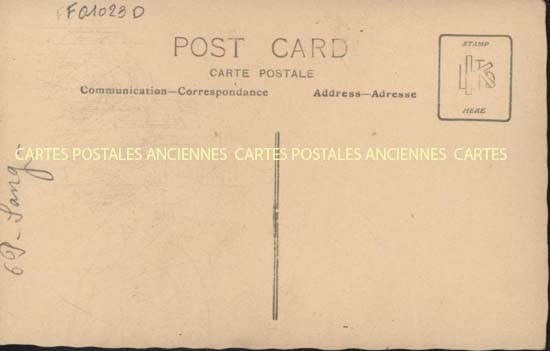 FQ1023D
POST CARD
CARTE POSTALE
Communication—Correspondance
Address—Adresse
STAMP
HERE
CARTES POSTALES ANCIENNES CARTES POSTALES ANCIENNES CARTES